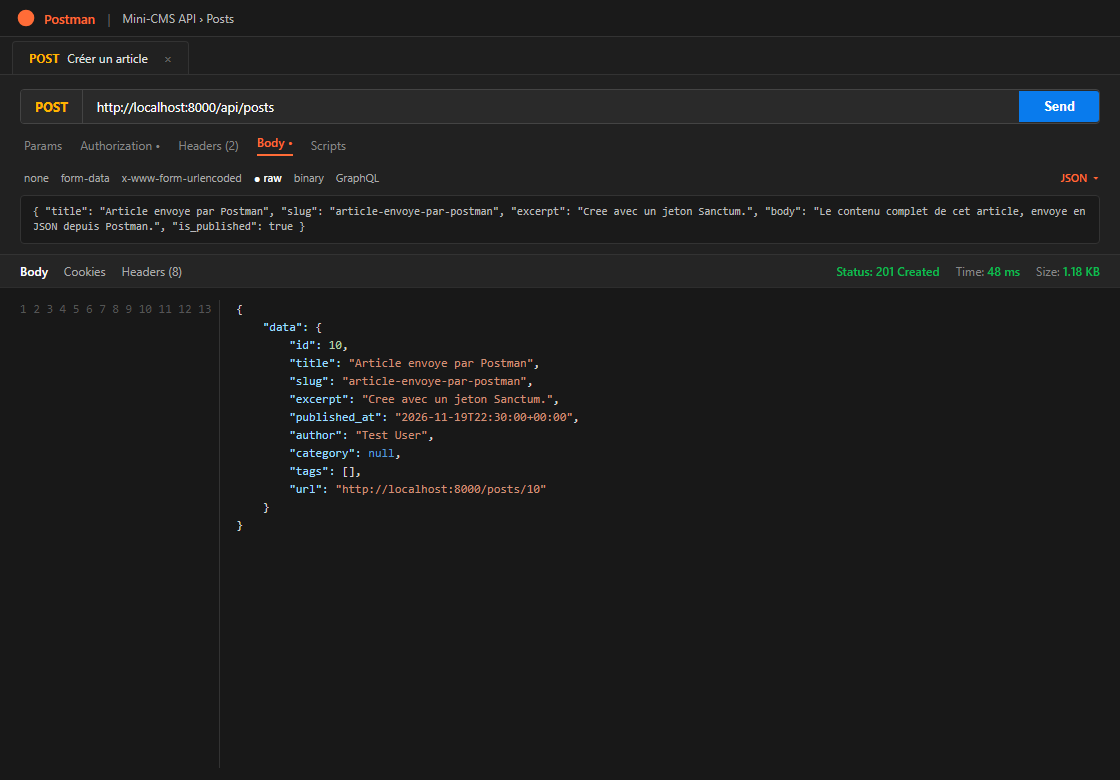 Postman | Mini-CMS API › Posts
POST Créer un article ×
POST http://localhost:8000/api/posts Send
Params Authorization • Headers (2) Body • Scripts
none form-data x-www-form-urlencoded ● raw binary GraphQL JSON
{ "title": "Article envoye par Postman", "slug": "article-envoye-par-postman", "excerpt": "Cree avec un jeton Sanctum.", "body": "Le contenu complet de cet article, envoye en
JSON depuis Postman.", "is_published": true }
Body Cookies Headers (8) Status: 201 Created Time: 48 ms Size: 1.18 KB
1 2 3 4 5 6 7 8 9 10 11 12 13 {
"data": {
"id": 10,
"title": "Article envoye par Postman",
"slug": "article-envoye-par-postman",
"excerpt": "Cree avec un jeton Sanctum.",
"published_at": "2026-11-19T22:30:00+00:00",
"author": "Test User",
"category": null,
"tags": [],
"url": "http://localhost:8000/posts/10"
}
}